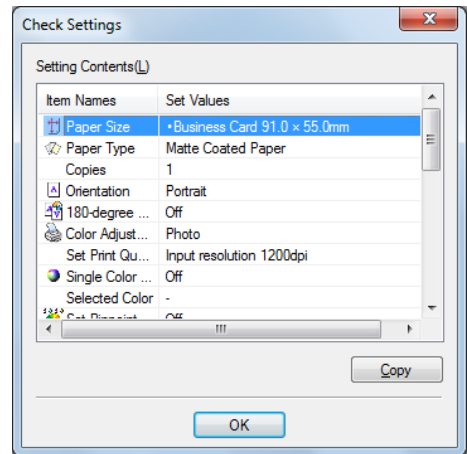 Check Settings
Setting Contents(L)
Item Names Set Values
Paper Size •Business Card 91.0 × 55.0mm
Paper Type Matte Coated Paper
Copies 1
Orientation Portrait
180-degree ... Off
Color Adjust... Photo
Set Print Qu... Input resolution 1200dpi
Single Color ... Off
Selected Color -
Set Pinpoint Off
Copy
OK